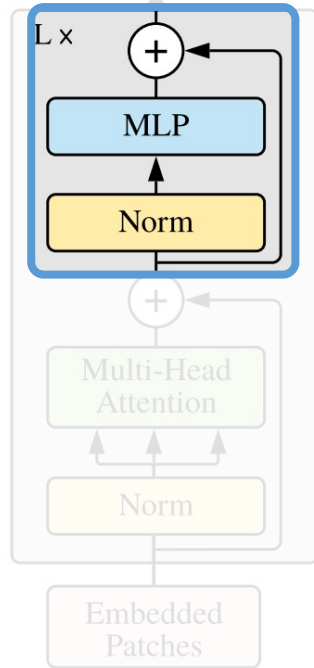 L ×
+
MLP
Norm
+
Multi-Head
Attention
Norm
Embedded
Patches